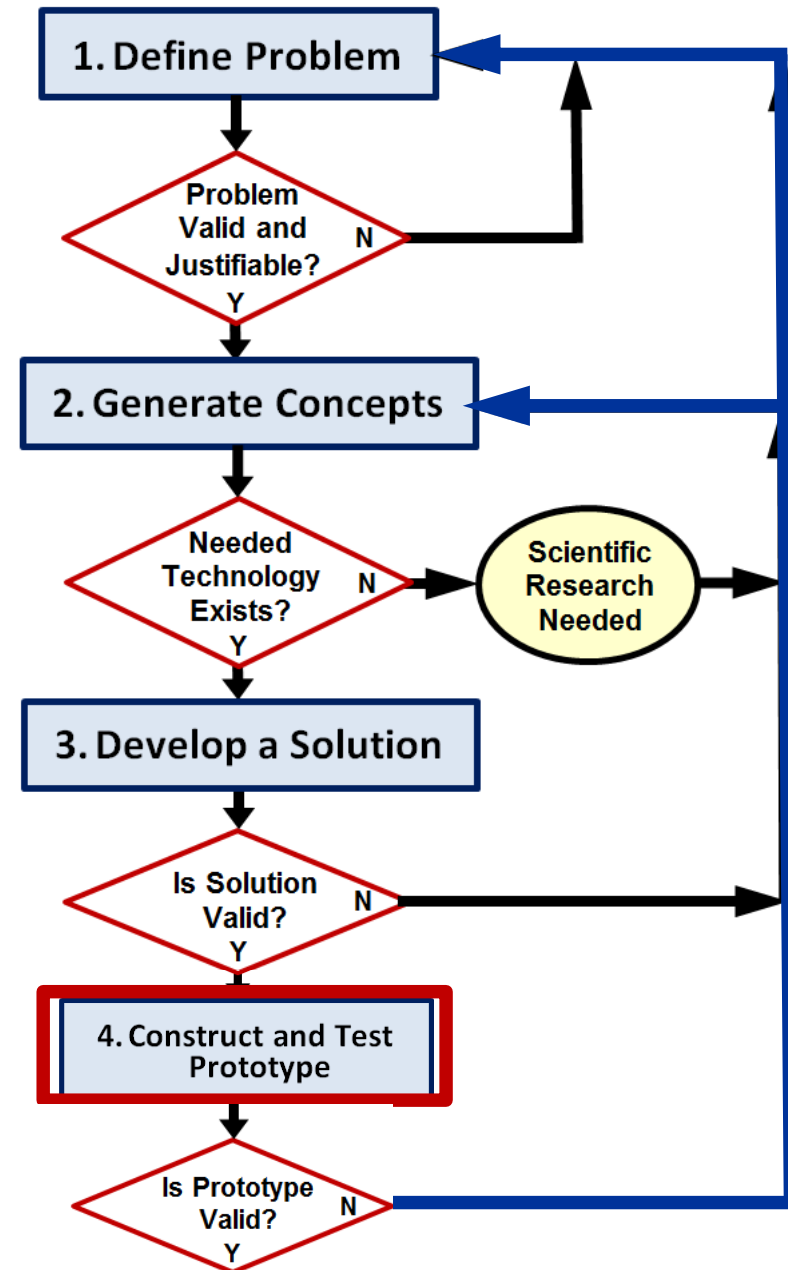 1. Define Problem
Problem
Valid and
Justifiable?
N
Y
2. Generate Concepts
Needed
Technology
Exists?
N
Y
Scientific
Research
Needed
3. Develop a Solution
Is Solution
Valid?
N
Y
4. Construct and Test
Prototype
Is Prototype
Valid?
N
Y